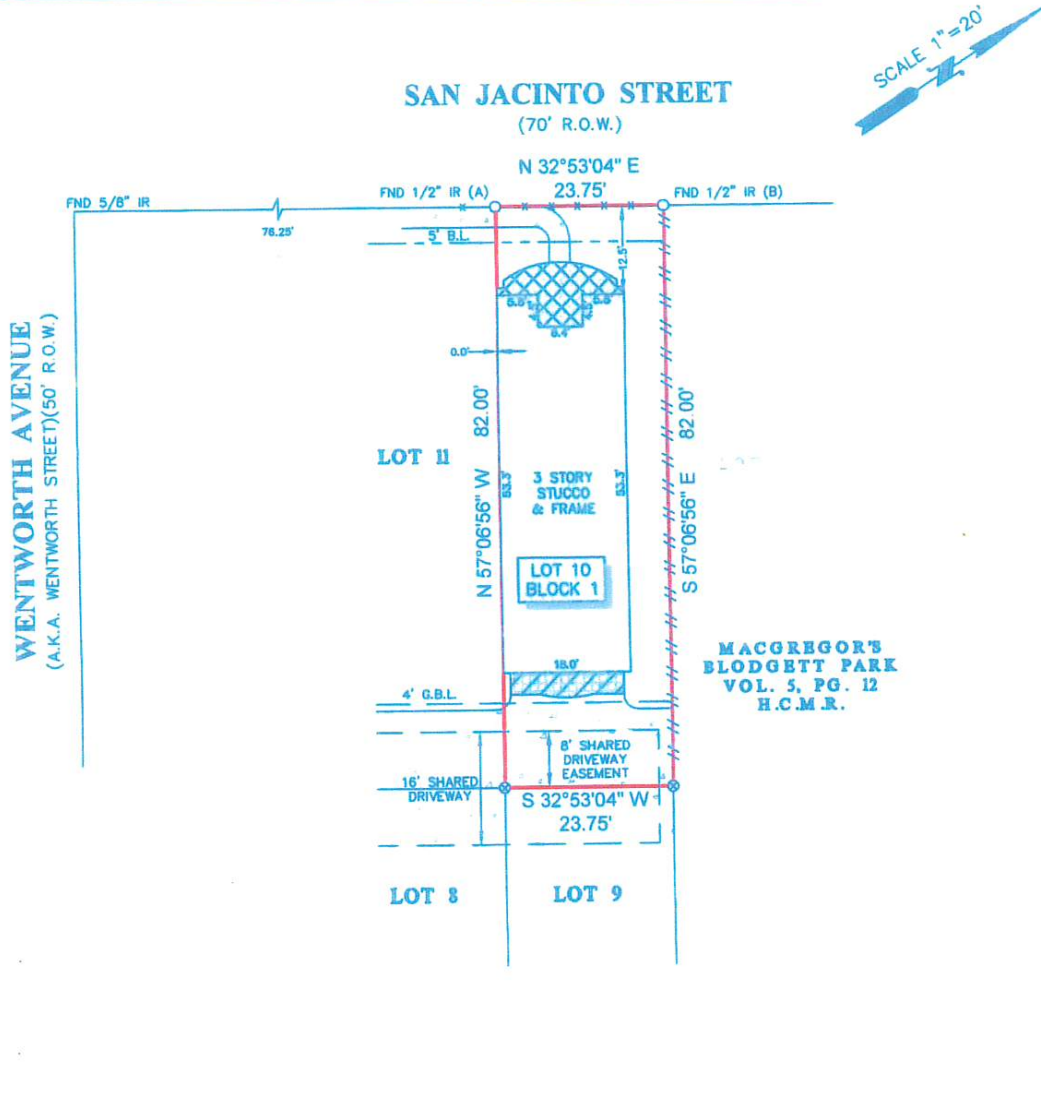 SCALE 1"=20'
N
SAN JACINTO STREET
(70' R.O.W.)
N 32°53'04" E
23.75'
FND 5/8" IR
FND 1/2" IR (A)
FND 1/2" IR (B)
76.25'
5' B.L.
12.5'
5.5'
5.5'
4.5'
6.4'
0.0'
WENTWORTH AVENUE
(A.K.A. WENTWORTH STREET)(50' R.O.W.)
LOT 11
N 57°06'56" W 82.00'
53.3'
3 STORY
STUCCO
& FRAME
53.3'
S 57°06'56" E 82.00'
LOT 10
BLOCK 1
MACGREGOR'S
BLODGETT PARK
VOL. 5, PG. 12
H.C.M.R.
18.0'
4' G.B.L.
8' SHARED
DRIVEWAY
EASEMENT
16' SHARED
DRIVEWAY
S 32°53'04" W
23.75'
LOT 8
LOT 9